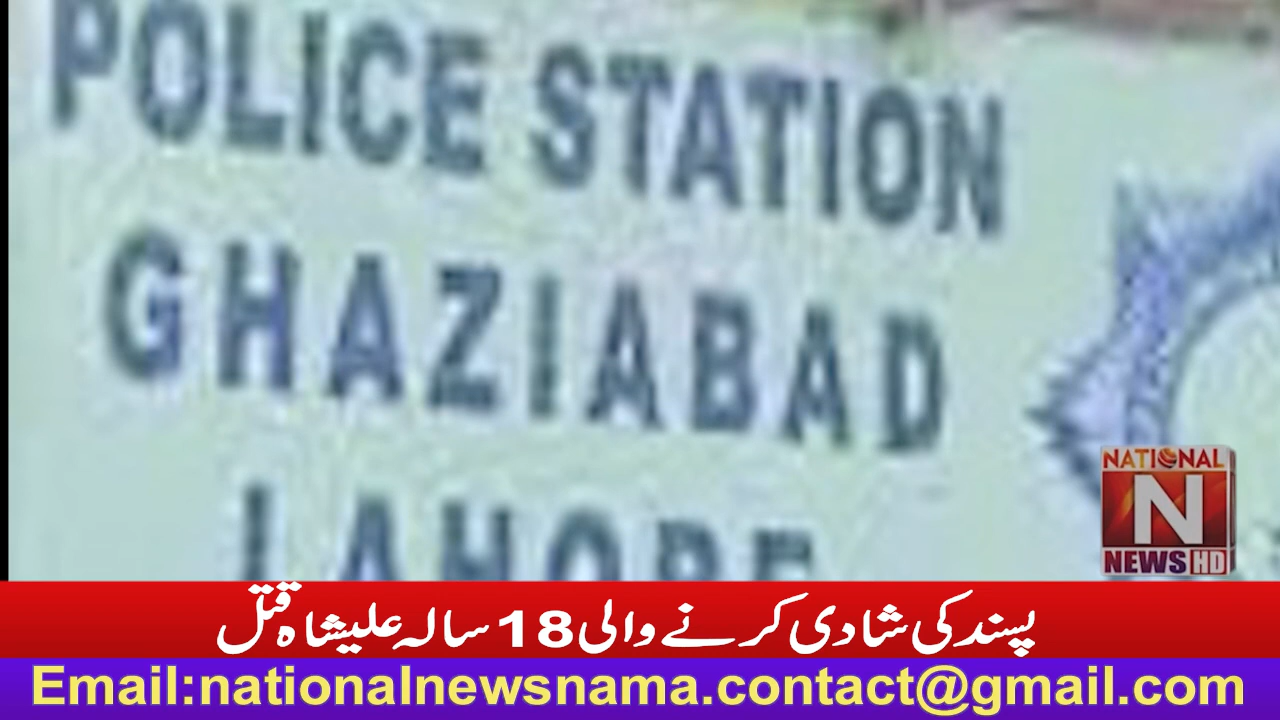 POLICE STATION
GHAZIABAD
LAHORE
NATIONAL
N
NEWS HD
پسند کی شادی کرنے والی 18 سالہ علیشاہ قتل
Email:nationalnewsnama.contact@gmail.com